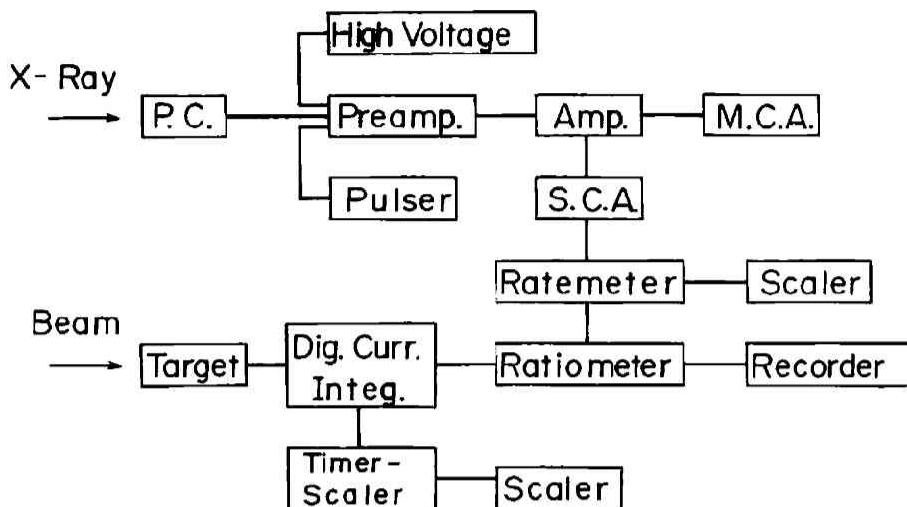 High Voltage
X-Ray
P.C.
Preamp.
Amp.
M.C.A.
Pulser
S.C.A.
Ratemeter
Scaler
Beam
Target
Dig. Curr.
Integ.
Ratiometer
Recorder
Timer-
Scaler
Scaler